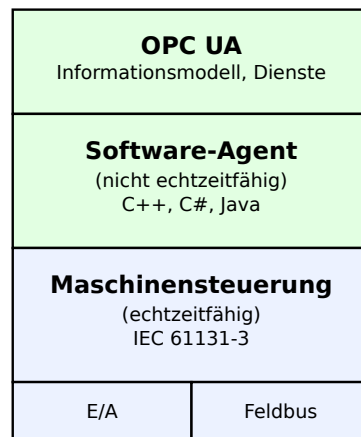 OPC UA
Informationsmodell, Dienste
Software-Agent
(nicht echtzeitfähig)
C++, C#, Java
Maschinensteuerung
(echtzeitfähig)
IEC 61131-3
E/A
Feldbus